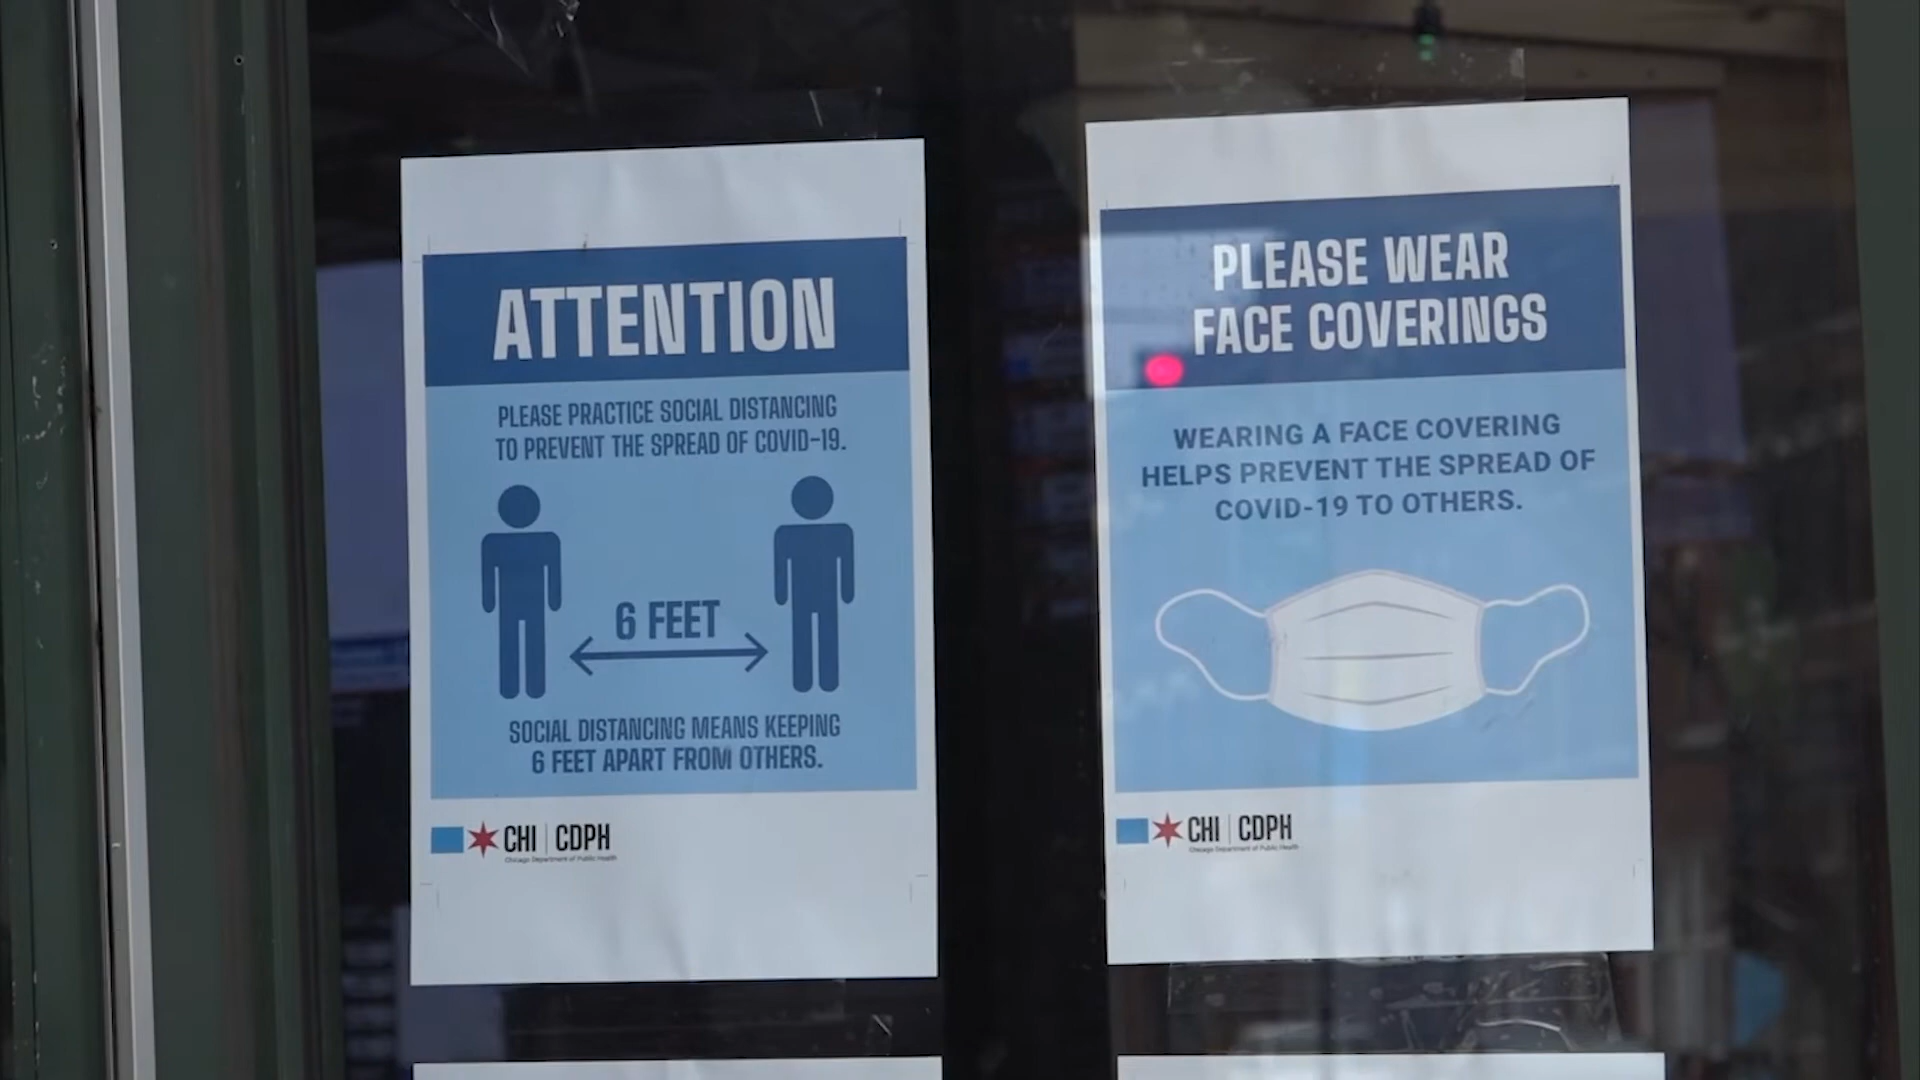 ATTENTION
PLEASE PRACTICE SOCIAL DISTANCING
TO PREVENT THE SPREAD OF COVID-19.
6 FEET
SOCIAL DISTANCING MEANS KEEPING
6 FEET APART FROM OTHERS.
CHI | CDPH
Chicago Department of Public Health
PLEASE WEAR
FACE COVERINGS
WEARING A FACE COVERING
HELPS PREVENT THE SPREAD OF
COVID-19 TO OTHERS.
CHI | CDPH
Chicago Department of Public Health